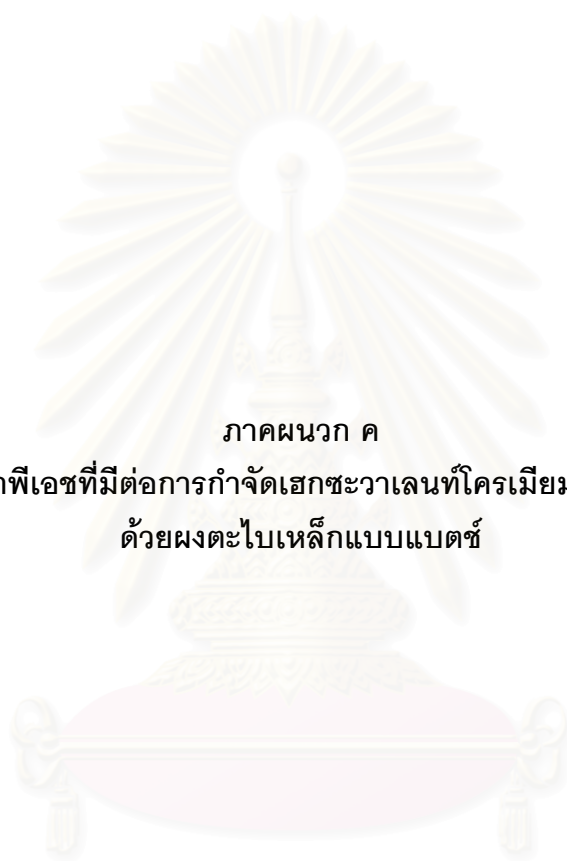 ภาคผนวก ค
าพีเอชที่มีต่อการกำจัดเฮกซะวาเลนท์โครเมียม
ด้วยผงตะไบเหล็กแบบแบตช์